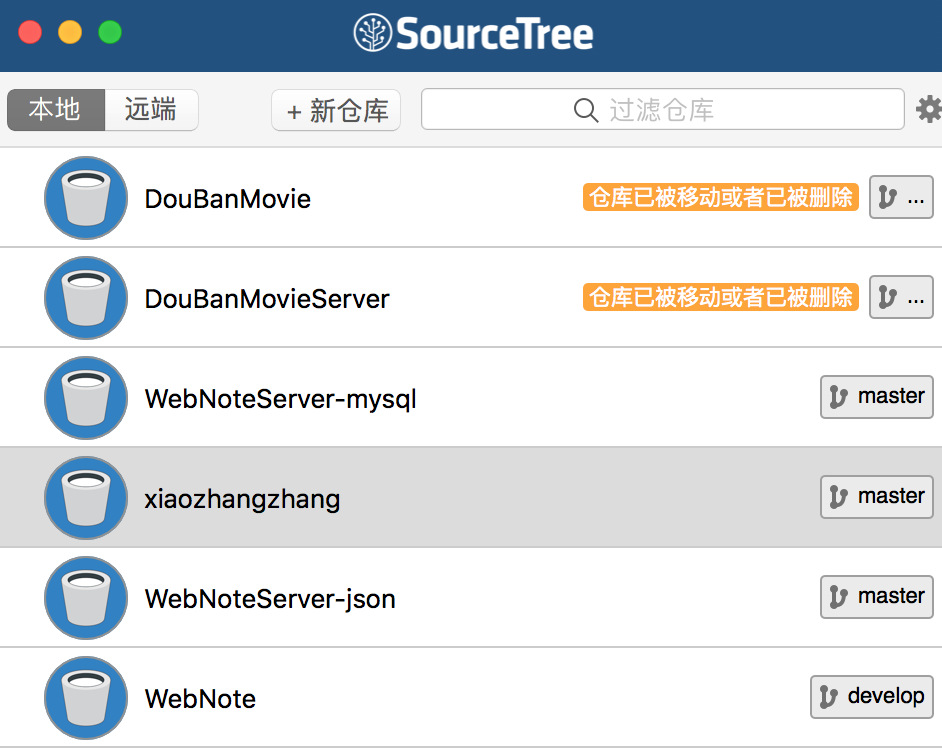 SourceTree
本地 远端 + 新仓库 过滤仓库
DouBanMovie 仓库已被移动或者已被删除 ...
DouBanMovieServer 仓库已被移动或者已被删除 ...
WebNoteServer-mysql master
xiaozhangzhang master
WebNoteServer-json master
WebNote develop